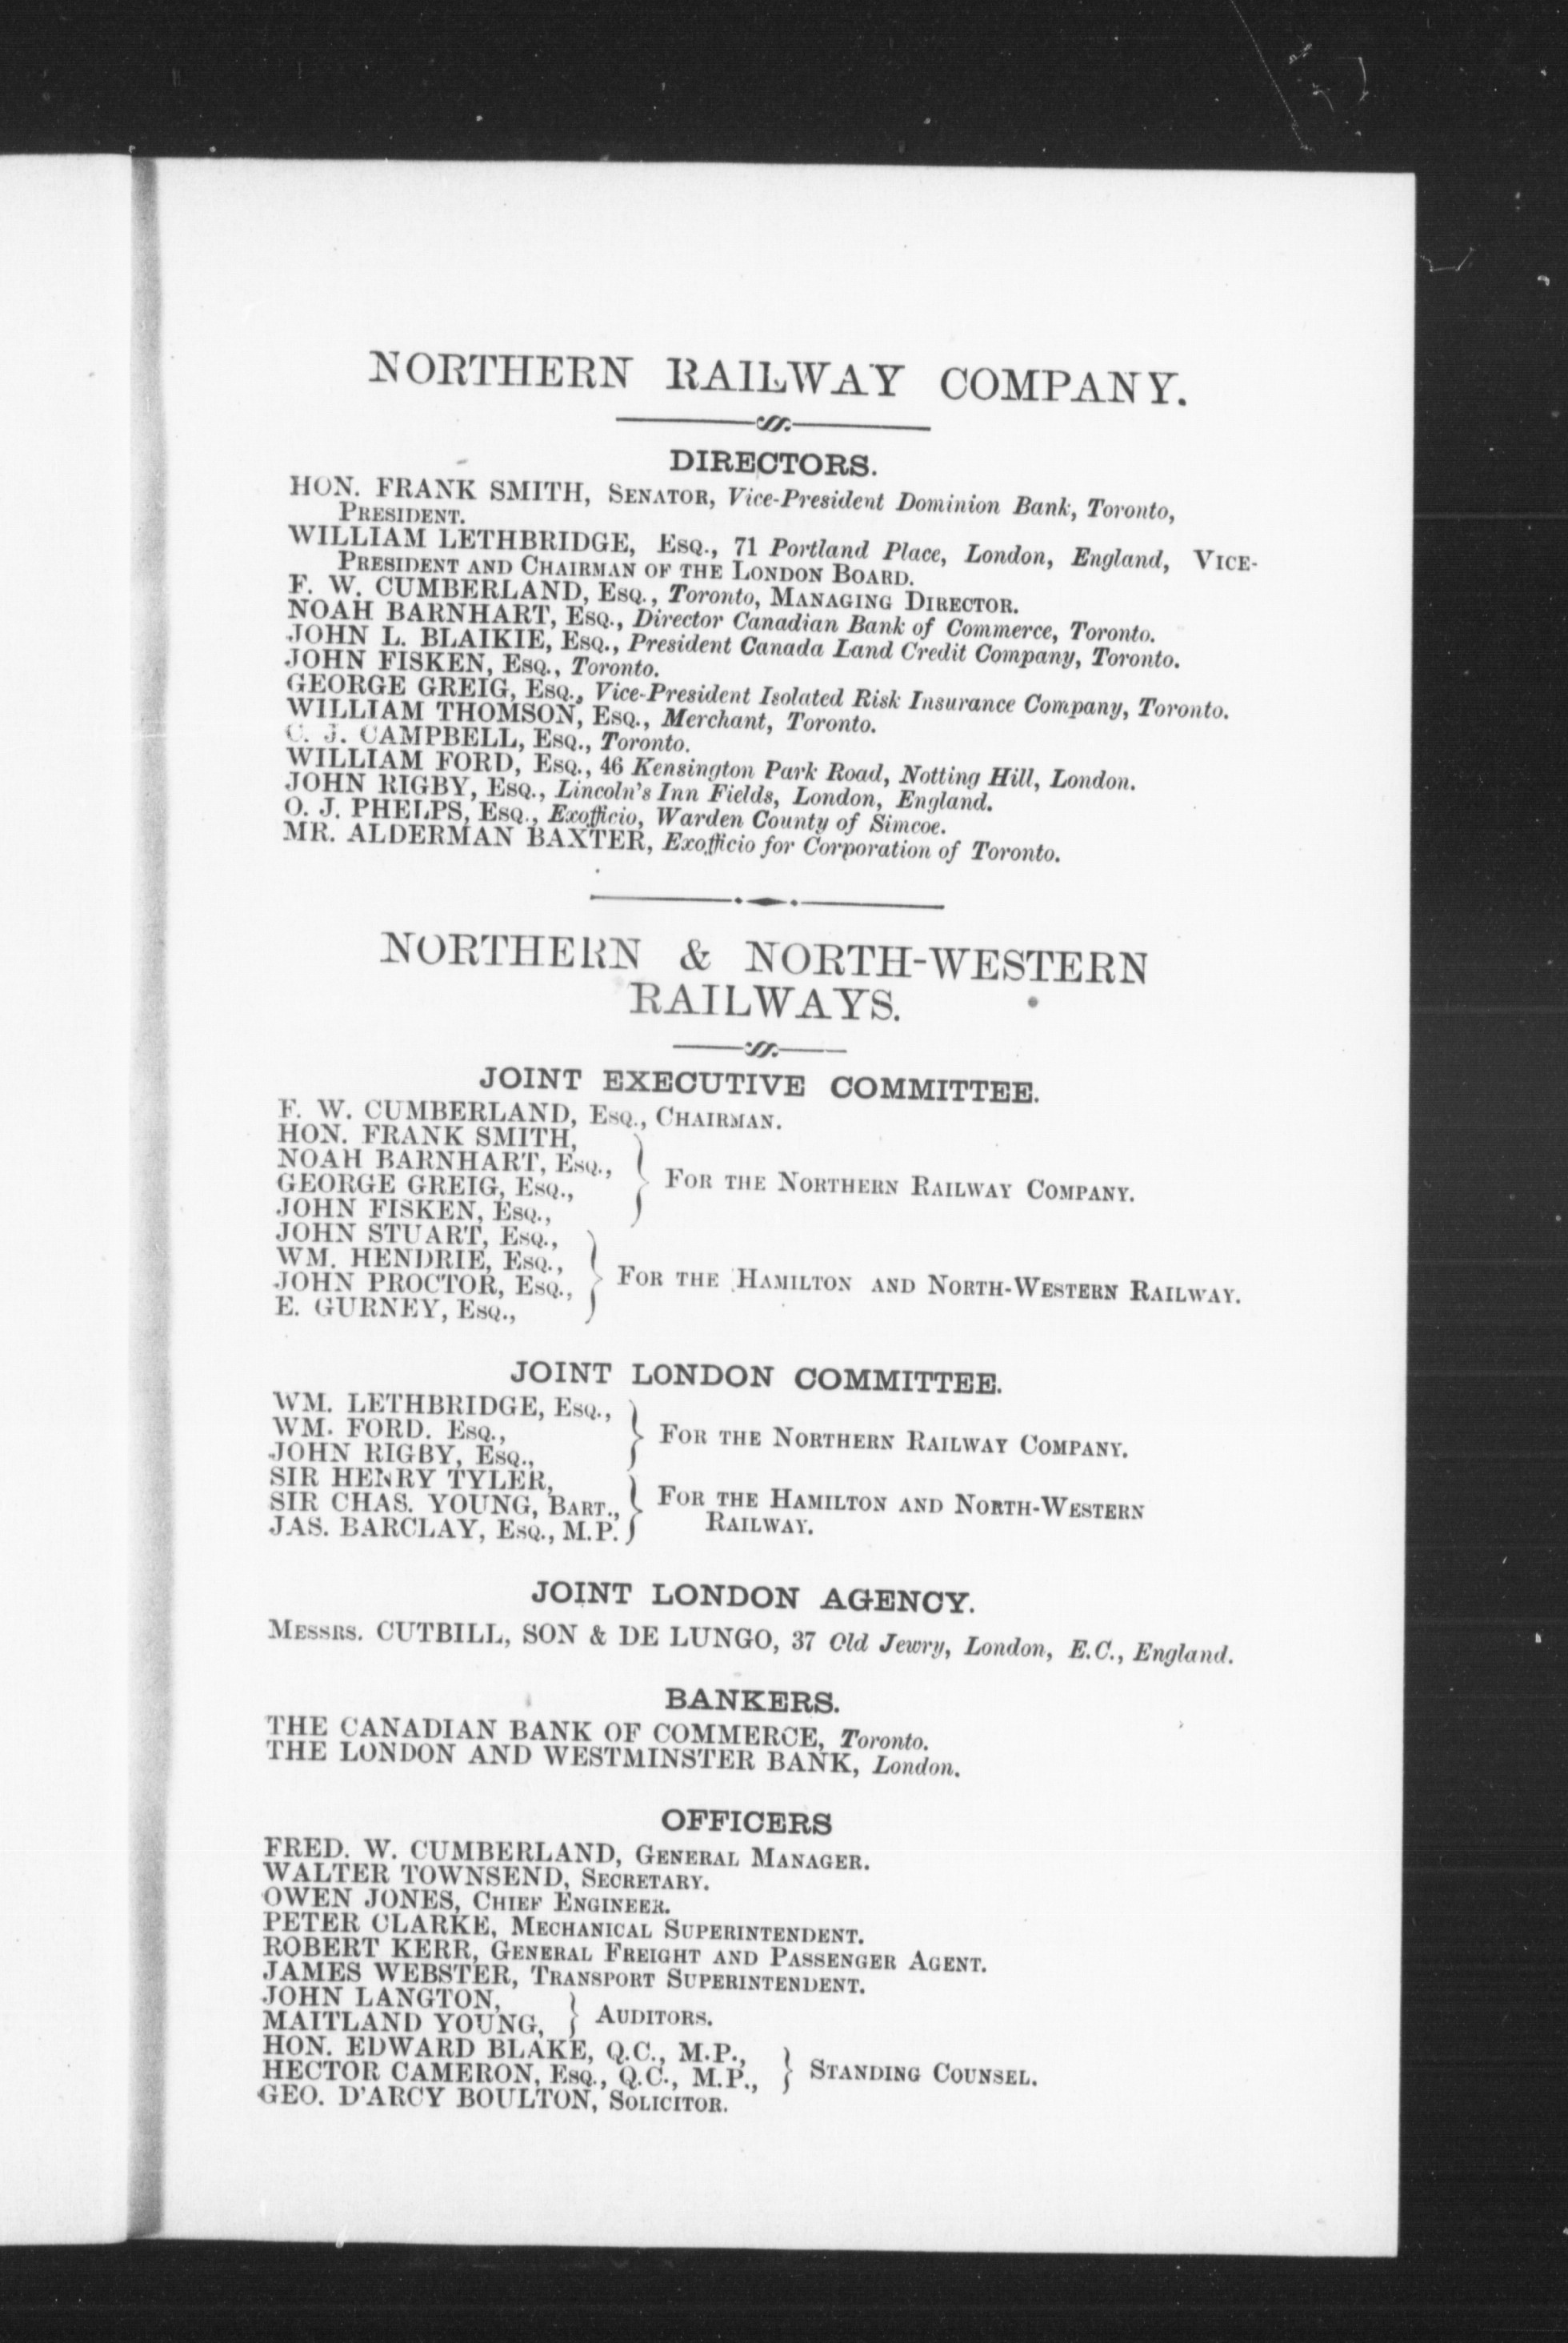 NORTHERN RAILWAY COMPANY.
DIRECTORS.
HON. FRANK SMITH, SENATOR, Vice-President Dominion Bank, Toronto,
PRESIDENT.
WILLIAM LETHBRIDGE, ESQ., 71 Portland Place, London, England, VICE-
PRESIDENT AND CHAIRMAN OF THE LONDON BOARD.
F. W. CUMBERLAND, ESQ., Toronto, MANAGING DIRECTOR.
NOAH BARNHART, ESQ., Director Canadian Bank of Commerce, Toronto.
JOHN L. BLAIKIE, ESQ., President Canada Land Credit Company, Toronto.
JOHN FISKEN, ESQ., Toronto.
GEORGE GREIG, ESQ., Vice-President Isolated Risk Insurance Company, Toronto.
WILLIAM THOMSON, ESQ., Merchant, Toronto.
C. J. CAMPBELL, ESQ., Toronto.
WILLIAM FORD, ESQ., 46 Kensington Park Road, Notting Hill, London.
JOHN RIGBY, ESQ., Lincoln's Inn Fields, London, England.
O. J. PHELPS, ESQ., Exofficio, Warden County of Simcoe.
MR. ALDERMAN BAXTER, Exofficio for Corporation of Toronto.
NORTHERN & NORTH-WESTERN
RAILWAYS.
JOINT EXECUTIVE COMMITTEE.
F. W. CUMBERLAND, ESQ., CHAIRMAN.
HON. FRANK SMITH,
NOAH BARNHART, ESQ.,
GEORGE GREIG, ESQ.,
JOHN FISKEN, ESQ.,
FOR THE NORTHERN RAILWAY COMPANY.
JOHN STUART, ESQ.,
WM. HENDRIE, ESQ.,
JOHN PROCTOR, ESQ.,
E. GURNEY, ESQ.,
FOR THE HAMILTON AND NORTH-WESTERN RAILWAY.
JOINT LONDON COMMITTEE.
WM. LETHBRIDGE, ESQ.,
WM. FORD. ESQ.,
JOHN RIGBY, ESQ.,
FOR THE NORTHERN RAILWAY COMPANY.
SIR HENRY TYLER,
SIR CHAS. YOUNG, BART.,
JAS. BARCLAY, ESQ., M.P.
FOR THE HAMILTON AND NORTH-WESTERN
RAILWAY.
JOINT LONDON AGENCY.
MESSRS. CUTBILL, SON & DE LUNGO, 37 Old Jewry, London, E.C., England.
BANKERS.
THE CANADIAN BANK OF COMMERCE, Toronto.
THE LONDON AND WESTMINSTER BANK, London.
OFFICERS
FRED. W. CUMBERLAND, GENERAL MANAGER.
WALTER TOWNSEND, SECRETARY.
OWEN JONES, CHIEF ENGINEER.
PETER CLARKE, MECHANICAL SUPERINTENDENT.
ROBERT KERR, GENERAL FREIGHT AND PASSENGER AGENT.
JAMES WEBSTER, TRANSPORT SUPERINTENDENT.
JOHN LANGTON,
MAITLAND YOUNG,
AUDITORS.
HON. EDWARD BLAKE, Q.C., M.P.,
HECTOR CAMERON, ESQ., Q.C., M.P.,
STANDING COUNSEL.
GEO. D'ARCY BOULTON, SOLICITOR.